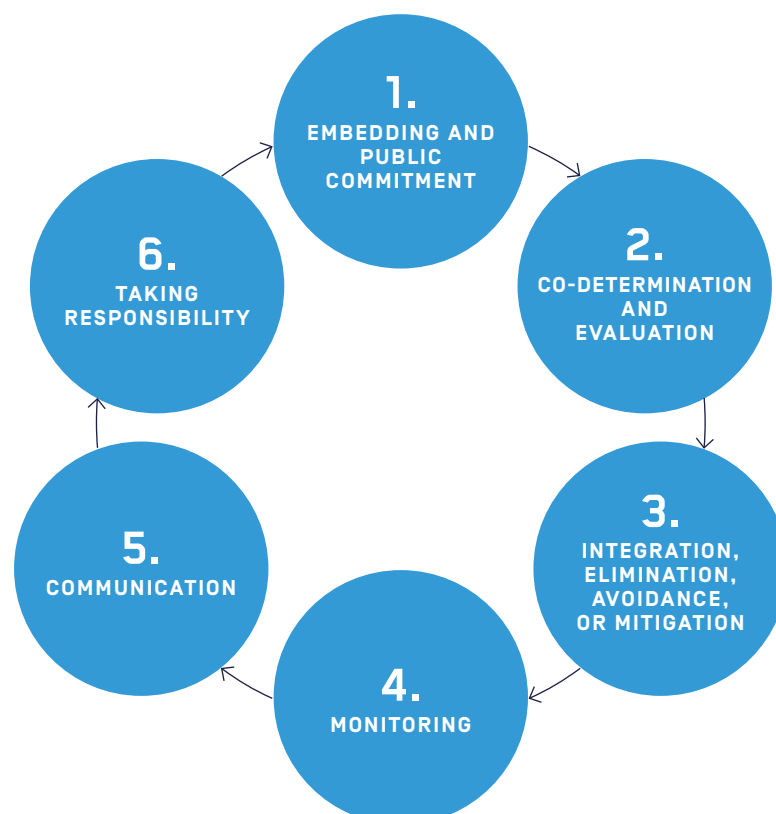 1.
EMBEDDING AND
PUBLIC
COMMITMENT
2.
CO-DETERMINATION
AND
EVALUATION
3.
INTEGRATION,
ELIMINATION,
AVOIDANCE,
OR MITIGATION
4.
MONITORING
5.
COMMUNICATION
6.
TAKING
RESPONSIBILITY